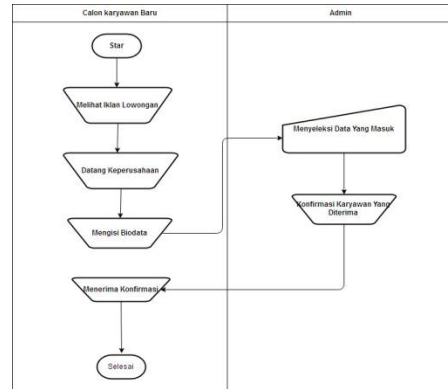 Calon karyawan Baru
Admin
Star
Melihat Iklan Lowongan
Datang Keperusahaan
Mengisi Biodata
Menyeleksi Data Yang Masuk
Konfirmasi Karyawan Yang
Diterima
Menerima Konfirmasi
Selesai